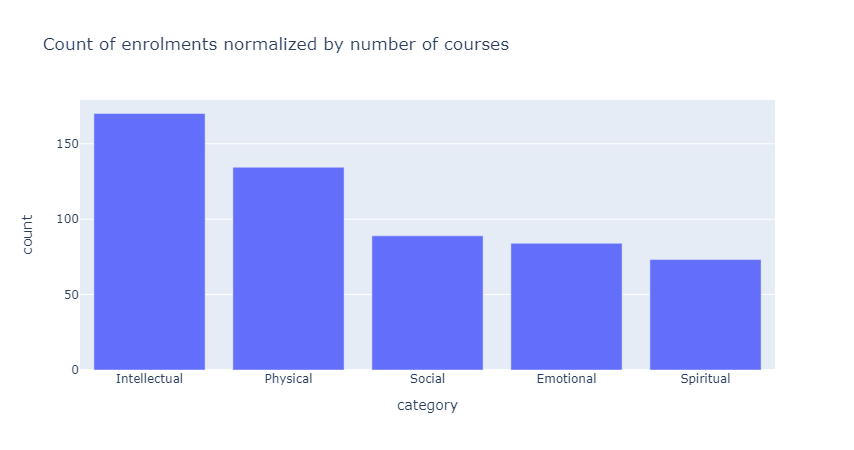 Count of enrolments normalized by number of courses
count
150
100
50
0
Intellectual Physical Social Emotional Spiritual
category